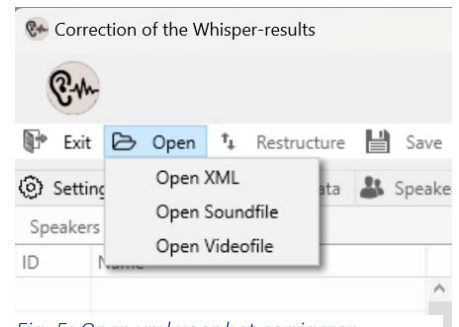 Correction of the Whisper-results
Exit Open Restructure Save
Open XML
Open Soundfile
Open Videofile
Speakers
ID
Fig. 5: Open xml voor het corrigeren